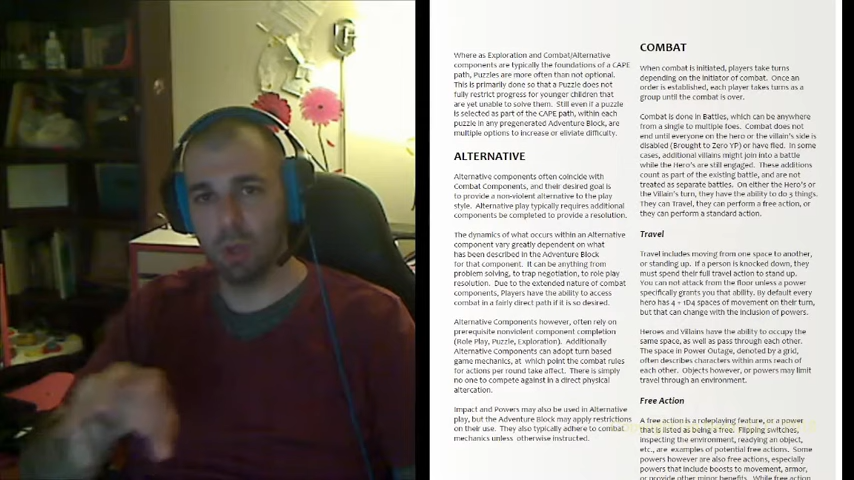 Where as Exploration and Combat/Alternative
components are typically the foundations of a CAPE
path, Puzzles are more often than not optional.
This is primarily done so that a Puzzle does not
fully restrict progress for younger children that
are yet unable to solve them. Still even if a puzzle
is selected as part of the CAPE path, within each
puzzle in any pregenerated Adventure Block, are
multiple options to increase or eliviate difficulty.
ALTERNATIVE
Alternative components often coincide with
Combat Components, and their desired goal is
to provide a non-violent alternative to the play
style. Alternative play typically requires additional
components be completed to provide a resolution.
The dynamics of what occurs within an Alternative
component vary greatly dependent on what
has been described in the Adventure Block
for that component. It can be anything from
problem solving, to trap negotiation, to role play
resolution. Due to the extended nature of combat
components, Players have the ability to access
combat in a fairly direct path if it is so desired.
Alternative Components however, often rely on
prerequisite nonviolent component completion
(Role Play, Puzzle, Exploration). Additionally
Alternative Components can adopt turn based
game mechanics, at which point the combat rules
for actions per round take affect. There is simply
no one to compete against in a direct physical
altercation.
Impact and Powers may also be used in Alternative
play, but the Adventure Block may apply restrictions
on their use. They also typically adhere to combat
mechanics unless otherwise instructed.
COMBAT
When combat is initiated, players take turns
depending on the initiator of combat. Once an
order is established, each player takes turns as a
group until the combat is over.
Combat is done in Battles, which can be anywhere
from a single to multiple foes. Combat does not
end until everyone on the hero or the villain's side is
disabled (Brought to Zero YP) or have fled. In some
cases, additional villains might join into a battle
while the Hero's are still engaged. These additions
count as part of the existing battle, and are not
treated as separate battles. On either the Hero's or
the Villain's turn, they have the ability to do 3 things.
They can Travel, they can perform a free action, or
they can perform a standard action.
Travel
Travel includes moving from one space to another,
or standing up. If a person is knocked down, they
must spend their full travel action to stand up.
You can not attack from the floor unless a power
specifically grants you that ability. By default every
hero has 4 + 1D4 spaces of movement on their turn,
but that can change with the inclusion of powers.
Heroes and Villains have the ability to occupy the
same space, as well as pass through each other.
The space in Power Outage, denoted by a grid,
often describes characters within arms reach of
each other. Objects however, or powers may limit
travel through an environment.
Free Action
A free action is a roleplaying feature, or a power
that is listed as being a free. Flipping switches,
inspecting the environment, readying an object,
etc., are examples of potential free actions. Some
powers however are also free actions, especially
powers that include boosts to movement, armor,
or provide other minor benefits. While free action